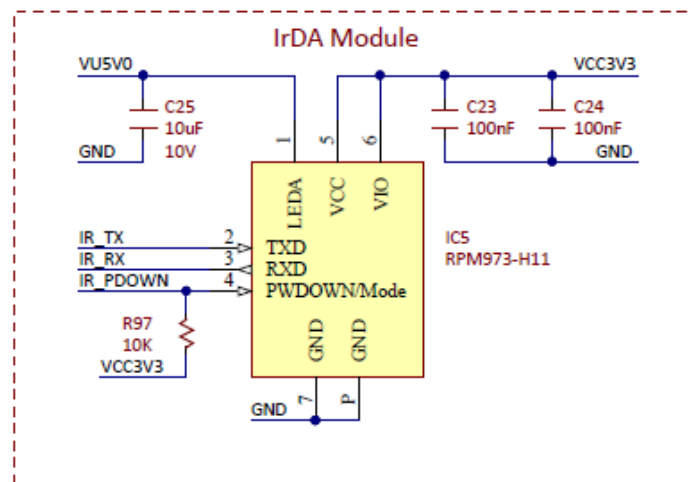 IrDA Module
VU5V0
VCC3V3
C25
10uF
10V
C23
100nF
C24
100nF
GND
GND
1
5
6
LEDA
VCC
VIO
IR_TX
2
TXD
IR_RX
3
RXD
IR_PDOWN
4
PWDOWN/Mode
IC5
RPM973-H11
R97
10K
VCC3V3
GND
GND
GND
7
P